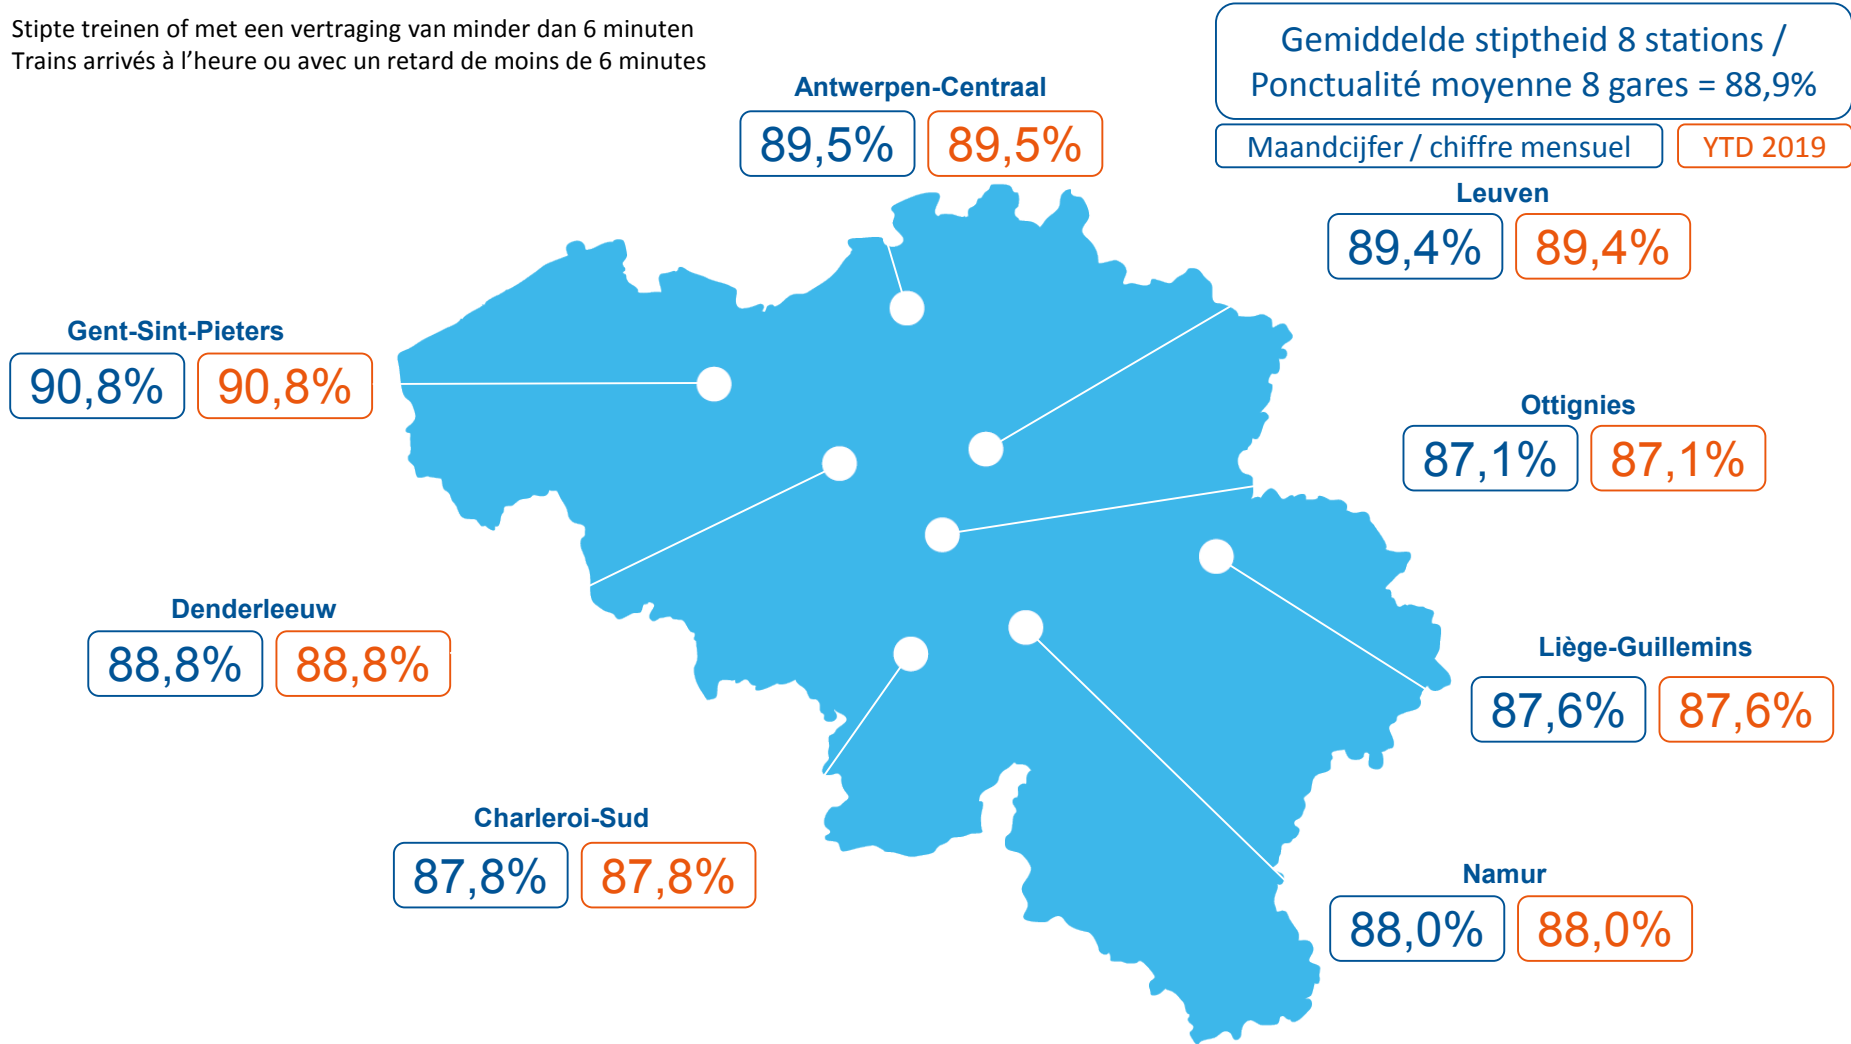 Stipte treinen of met een vertraging van minder dan 6 minuten
Trains arrivés à l’heure ou avec un retard de moins de 6 minutes
Gemiddelde stiptheid 8 stations /
Ponctualité moyenne 8 gares = 88,9%
Maandcijfer / chiffre mensuel
YTD 2019
Antwerpen-Centraal
89,5% 89,5%
Leuven
89,4% 89,4%
Gent-Sint-Pieters
90,8% 90,8%
Ottignies
87,1% 87,1%
Denderleeuw
88,8% 88,8%
Liège-Guillemins
87,6% 87,6%
Charleroi-Sud
87,8% 87,8%
Namur
88,0% 88,0%